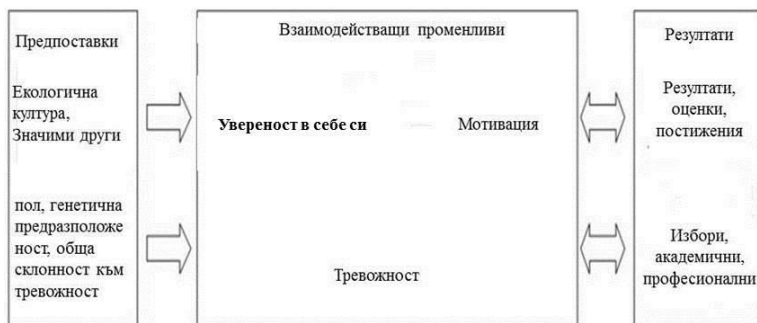 Предпоставки
Екологична
култура,
Значими други
пол, генетична
предразположе
ност, обща
склонност към
тревожност
Взаимодействащи променливи
Увереност в себе си
Мотивация
Тревожност
Резултати
Резултати,
оценки,
постижения
Избори,
академични,
професионални